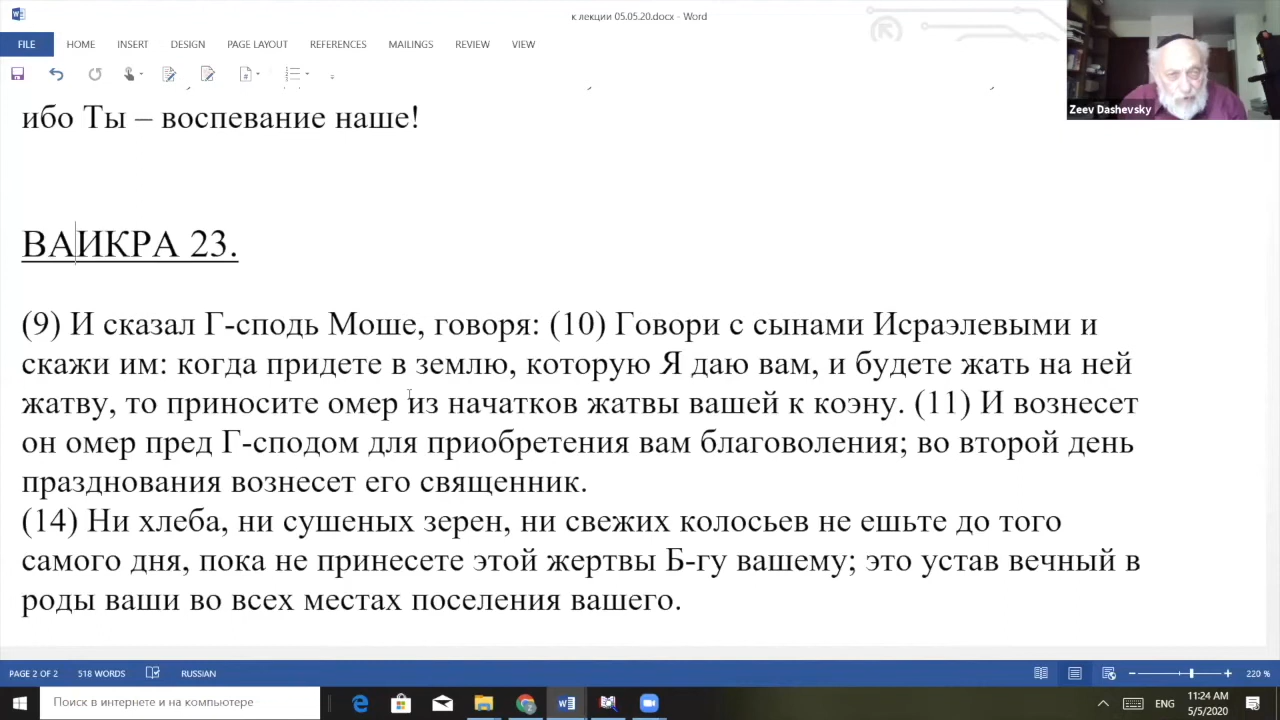 к лекции 05.05.20.docx - Word
FILE HOME INSERT DESIGN PAGE LAYOUT REFERENCES MAILINGS REVIEW VIEW
Zeev Dashevsky
ибо Ты – воспевание наше!
ВАИКРА 23.
(9) И сказал Г-сподь Моше, говоря: (10) Говори с сынами Исраэлевыми и
скажи им: когда придете в землю, которую Я даю вам, и будете жать на ней
жатву, то приносите омер из начатков жатвы вашей к коэну. (11) И вознесет
он омер пред Г-сподом для приобретения вам благоволения; во второй день
празднования вознесет его священник.
(14) Ни хлеба, ни сушеных зерен, ни свежих колосьев не ешьте до того
самого дня, пока не принесете этой жертвы Б-гу вашему; это устав вечный в
роды ваши во всех местах поселения вашего.
PAGE 2 OF 2 518 WORDS RUSSIAN 220 %
Поиск в интернете и на компьютере ENG 11:24 AM
5/5/2020